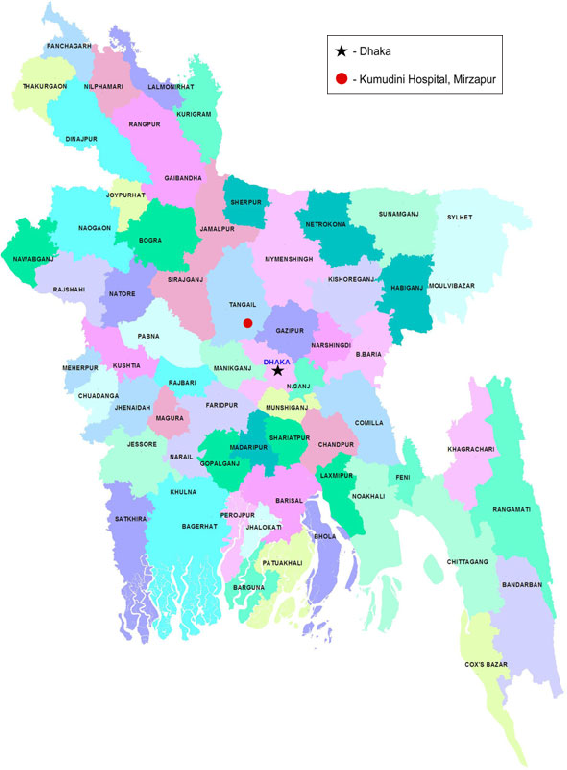 PANCHAGARH
- Dhaka
THAKURGAON
NILPHAMARI
LALMONIRHAT
- Kumudini Hospital, Mirzapur
KURIGRAM
RANGPUR
DINAJPUR
GAIBANDHA
JOYPURHAT
SHERPUR
SUNAMGANJ
SYLHET
NAOGAON
NETROKONA
JAMALPUR
BOGRA
NAWABGANJ
NYMENSHINGH
KISHOREGANJ
SIRAJGANJ
RAJSHAHI
NATORE
HABIGANJ
MOULVIBAZAR
TANGAIL
GAZIPUR
PABNA
NARSHINGDI
B.BARIA
DHAKA
KUSHTIA
MEHERPUR
MANIKGANJ
FAJBARI
N.GANJ
CHUADANGA
JHENAIDAH
FARIDPUR
MUNSHIGANJ
MAGURA
COMILLA
SHARIATPUR
JESSORE
MADARIPUR
CHANDPUR
KHAGRACHARI
NARAIL
GOPALGANJ
LAXMIPUR
FENI
KHULNA
NOAKHALI
BARISAL
RANGAMATI
SATKHIRA
PEROJPUR
BAGERHAT
JHALOKATI
BHOLA
PATUAKHALI
CHITTAGANG
BANDARBAN
BARGUNA
COX'S BAZAR